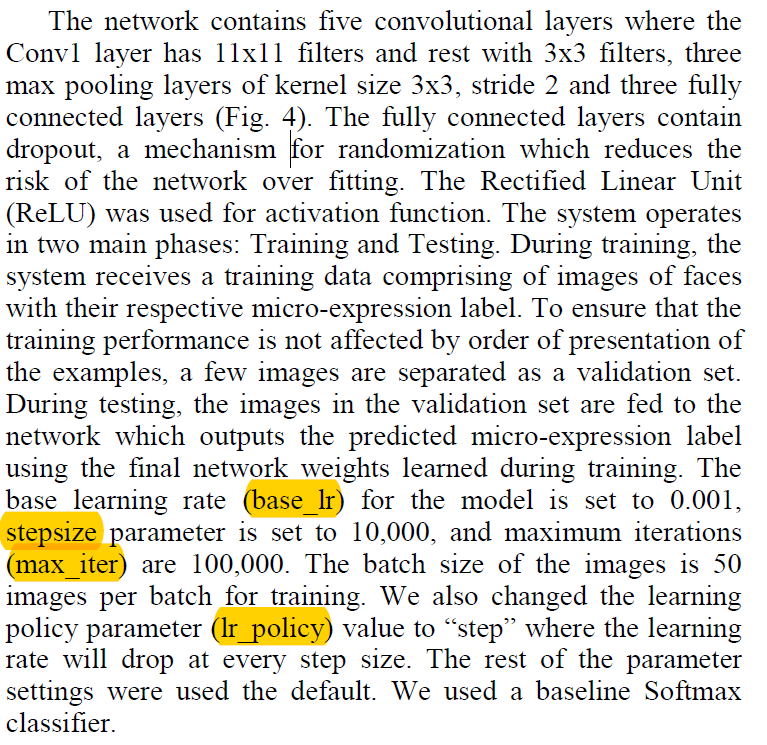 The network contains five convolutional layers where the
Conv1 layer has 11x11 filters and rest with 3x3 filters, three
max pooling layers of kernel size 3x3, stride 2 and three fully
connected layers (Fig. 4). The fully connected layers contain
dropout, a mechanism for randomization which reduces the
risk of the network over fitting. The Rectified Linear Unit
(ReLU) was used for activation function. The system operates
in two main phases: Training and Testing. During training, the
system receives a training data comprising of images of faces
with their respective micro-expression label. To ensure that the
training performance is not affected by order of presentation of
the examples, a few images are separated as a validation set.
During testing, the images in the validation set are fed to the
network which outputs the predicted micro-expression label
using the final network weights learned during training. The
base learning rate (base_lr) for the model is set to 0.001,
stepsize parameter is set to 10,000, and maximum iterations
(max_iter) are 100,000. The batch size of the images is 50
images per batch for training. We also changed the learning
policy parameter (lr_policy) value to “step” where the learning
rate will drop at every step size. The rest of the parameter
settings were used the default. We used a baseline Softmax
classifier.